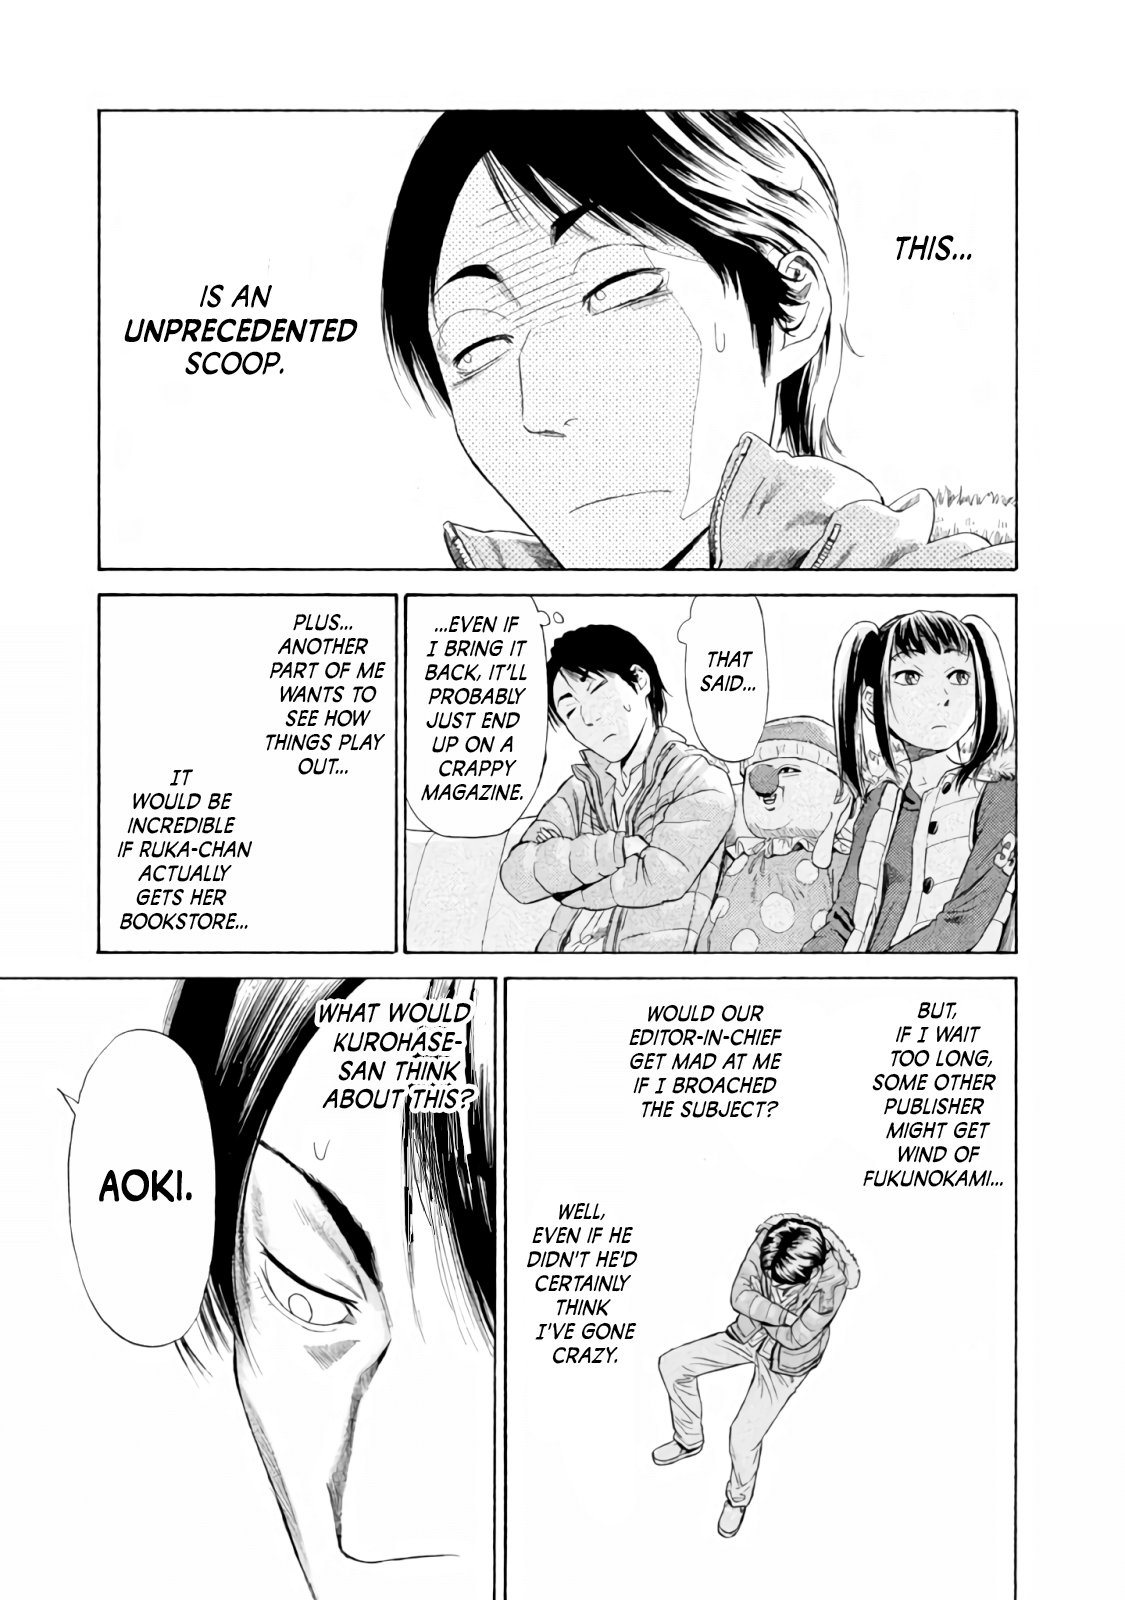 THIS...
IS AN
UNPRECEDENTED
SCOOP.
THAT
SAID...
...EVEN IF
I BRING IT
BACK, IT'LL
PROBABLY
JUST END
UP ON A
CRAPPY
MAGAZINE.
PLUS...
ANOTHER
PART OF ME
WANTS TO
SEE HOW
THINGS PLAY
OUT...
IT
WOULD BE
INCREDIBLE
IF RUKA-CHAN
ACTUALLY
GETS HER
BOOKSTORE...
BUT,
IF I WAIT
TOO LONG,
SOME OTHER
PUBLISHER
MIGHT GET
WIND OF
FUKUNOKAMI...
WOULD OUR
EDITOR-IN-CHIEF
GET MAD AT ME
IF I BROACHED
THE SUBJECT?
WELL,
EVEN IF HE
DIDN'T HE'D
CERTAINLY
THINK
I'VE GONE
CRAZY.
WHAT WOULD
KUROHASE-
SAN THINK
ABOUT THIS?
AOKI.